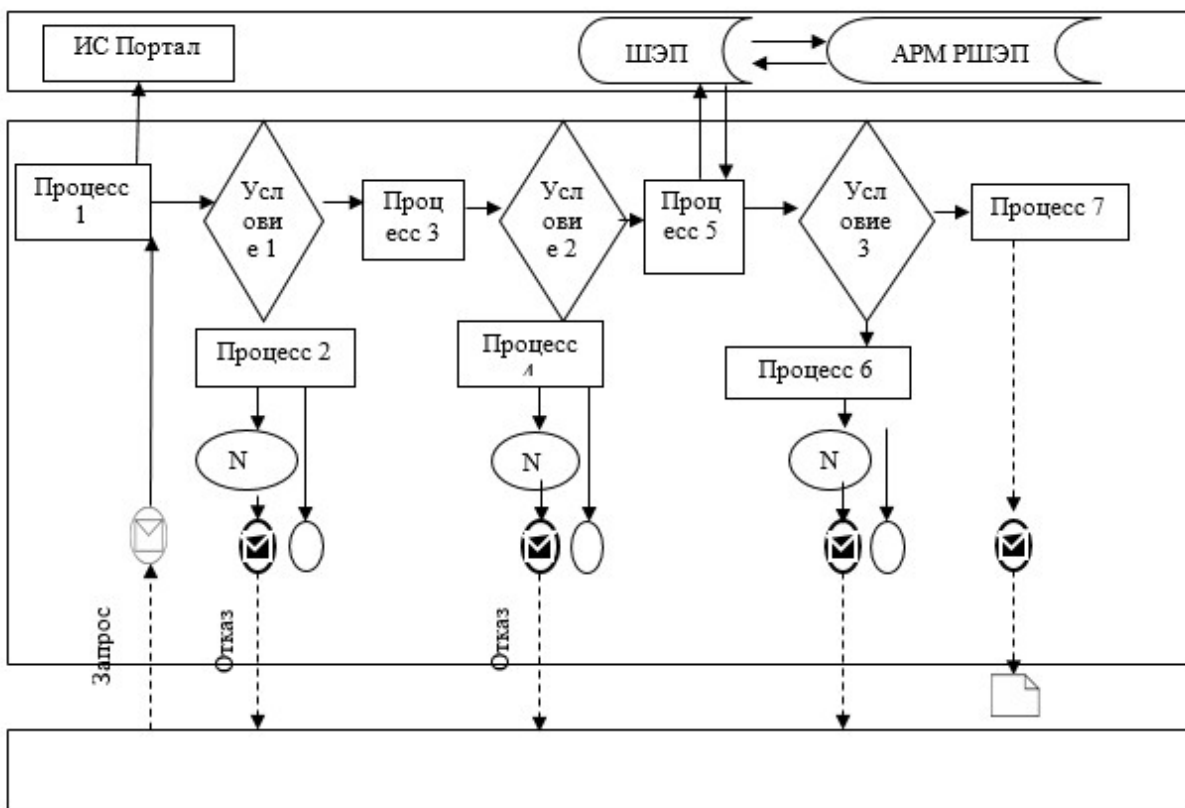 ИС Портал
ШЭП
АРМ РШЭП
Процесс
1
Усл
ови
е 1
Проц
есс 3
Усл
ови
е 2
Проц
есс 5
Усл
овие
3
Процесс 7
Процесс 2
Процесс
4
Процесс 6
N
N
N
Запрос
Отказ
Отказ